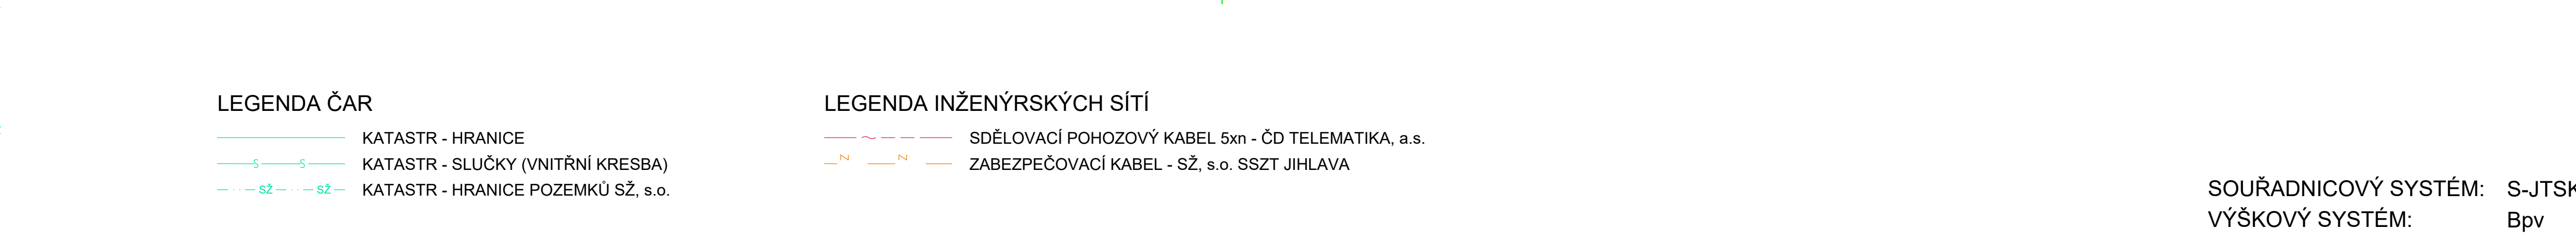 LEGENDA ČAR
KATASTR - HRANICE
S S
KATASTR - SLUČKY (VNITŘNÍ KRESBA)
SŽ SŽ
KATASTR - HRANICE POZEMKŮ SŽ, s.o.
LEGENDA INŽENÝRSKÝCH SÍTÍ
SDĚLOVACÍ POHOZOVÝ KABEL 5xn - ČD TELEMATIKA, a.s.
Z Z
ZABEZPEČOVACÍ KABEL - SŽ, s.o. SSZT JIHLAVA
SOUŘADNICOVÝ SYSTÉM: S-JTSK
VÝŠKOVÝ SYSTÉM: Bpv